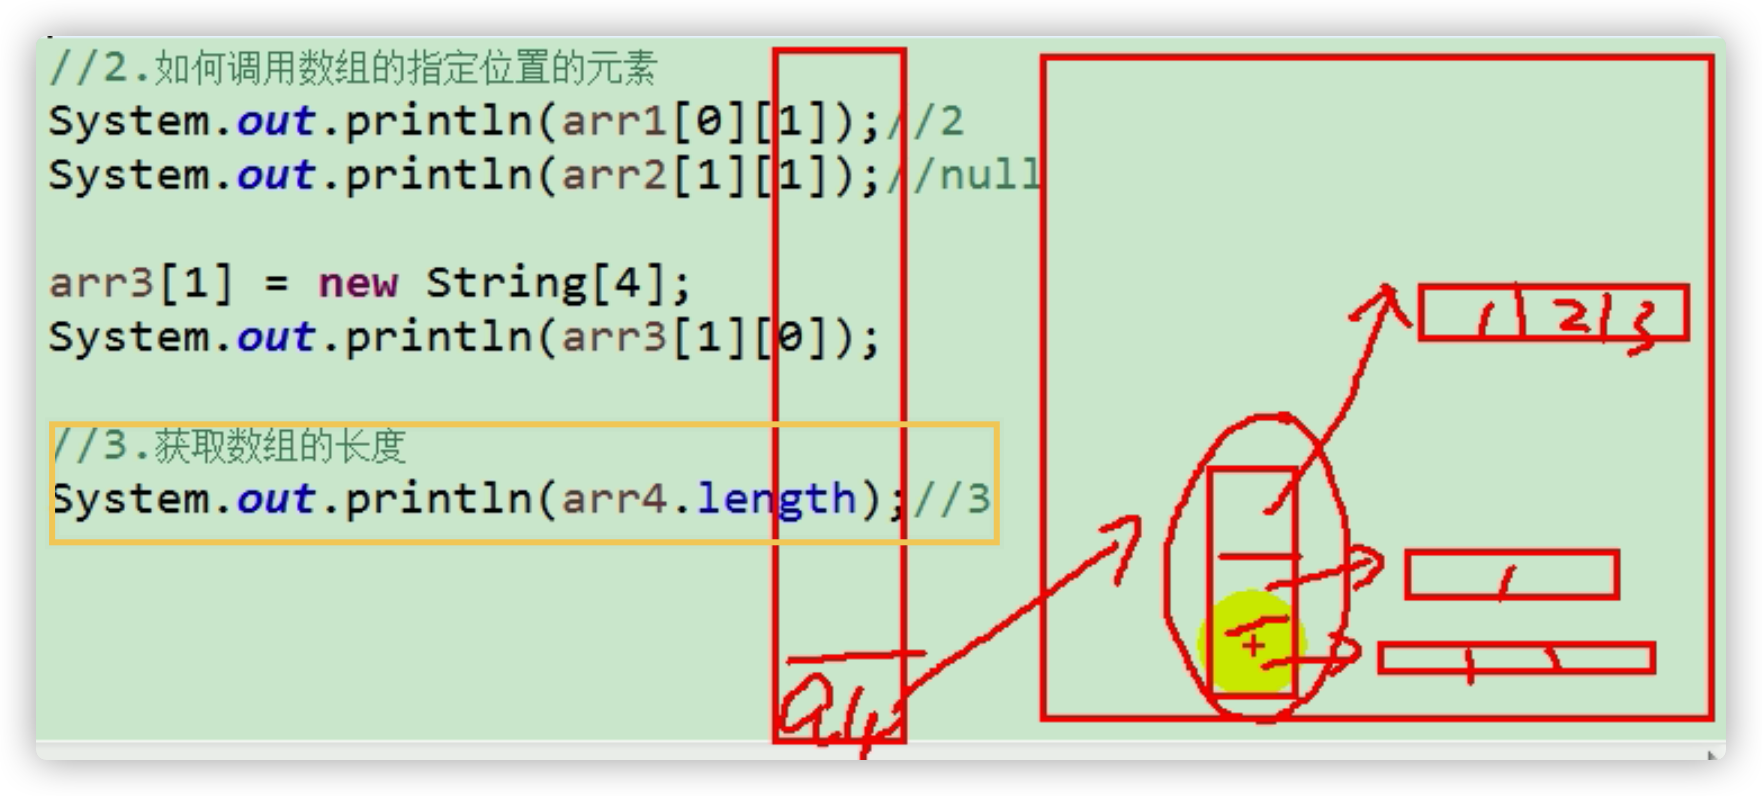 //2.如何调用数组的指定位置的元素
System.out.println(arr1[0][1]);//2
System.out.println(arr2[1][1]);//null
arr3[1] = new String[4];
System.out.println(arr3[1][0]);
//3.获取数组的长度
System.out.println(arr4.length);//3
1 2 3
a4